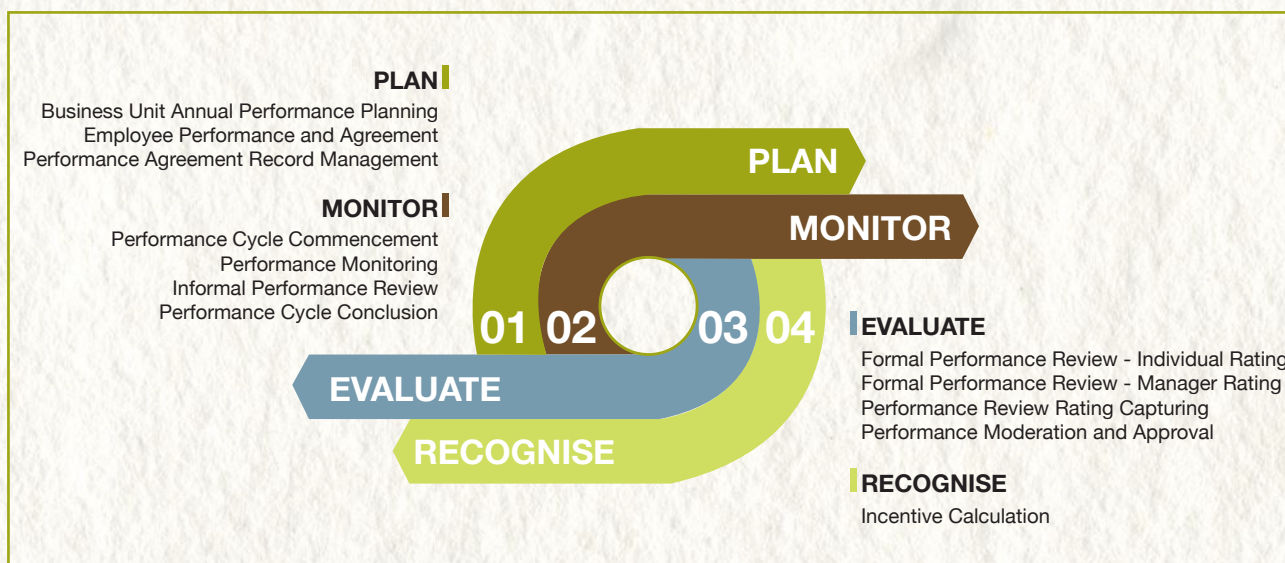 PLAN
Business Unit Annual Performance Planning
Employee Performance and Agreement
Performance Agreement Record Management
MONITOR
Performance Cycle Commencement
Performance Monitoring
Informal Performance Review
Performance Cycle Conclusion
PLAN
MONITOR
01 02 03 04
EVALUATE
RECOGNISE
EVALUATE
Formal Performance Review - Individual Rating
Formal Performance Review - Manager Rating
Performance Review Rating Capturing
Performance Moderation and Approval
RECOGNISE
Incentive Calculation